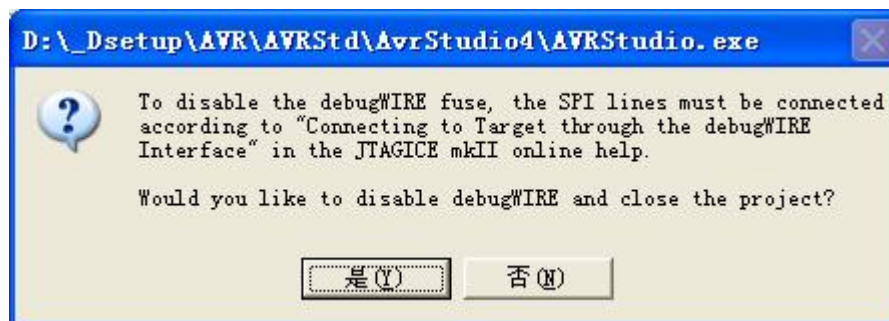 D:\_Dsetup\AVR\AVRStd\AvrStudio4\AVRStudio.exe
To disable the debugWIRE fuse, the SPI lines must be connected
according to "Connecting to Target through the debugWIRE
Interface" in the JTAGICE mkII online help.
Would you like to disable debugWIRE and close the project?
是(Y) 否(N)